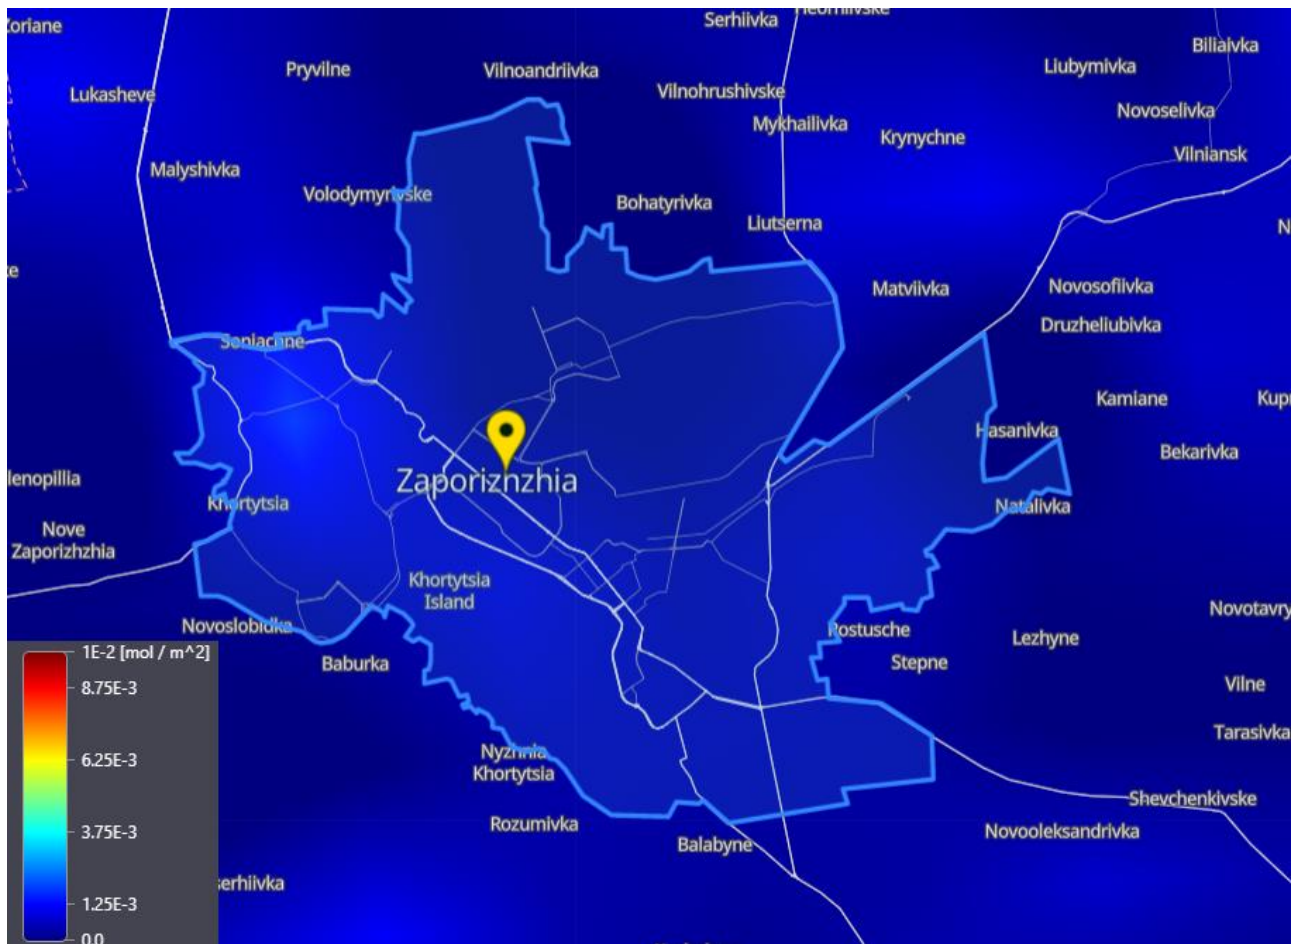 Serhiivka
Biliaivka
Pryvilne
Vilnoandriivka
Liubymivka
Lukasheve
Vilnohrushivske
Novoselivka
Mykhailivka
Krynychne
Vilniansk
Malyshivka
Volodymyrivske
Bohatyrivka
Liutserna
Matviivka
Novosofiivka
Druzheliubivka
Soniachne
Kamiane
Hasanivka
Bekarivka
Zaporizhzhia
Khortytsia
Natalivka
Nove
Zaporizhzhia
Khortytsia
Island
Novoslobidka
Postusche
Lezhyne
Baburka
Stepne
Vilne
Tarasivka
Nyzhnia
Khortytsia
Shevchenkivske
Rozumivka
Novooleksandrivka
Balabyne
1E-2 [mol / m^2]
8.75E-3
6.25E-3
3.75E-3
1.25E-3
0.0